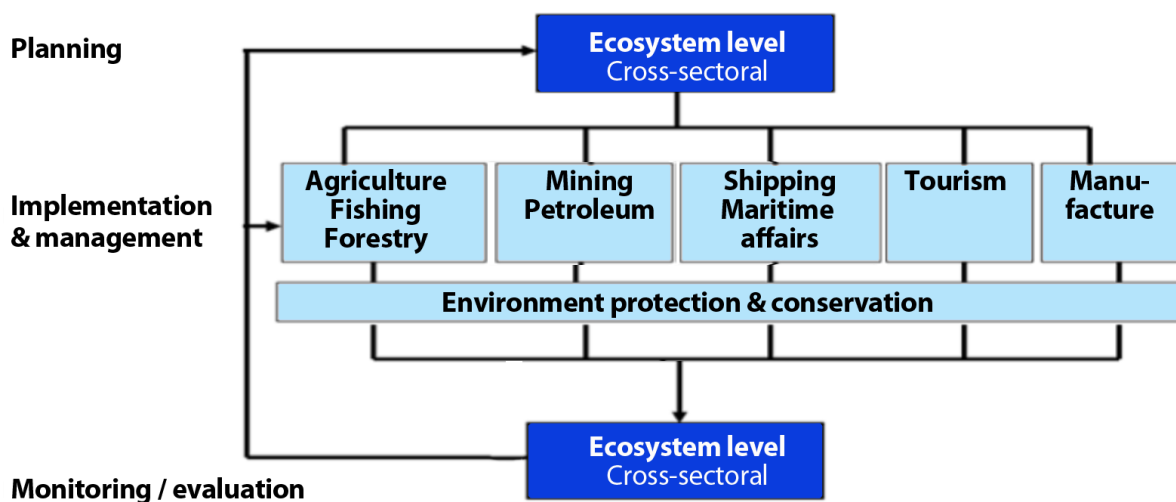 Planning
Ecosystem level
Cross-sectoral
Implementation
& management
Agriculture
Fishing
Forestry
Mining
Petroleum
Shipping
Maritime
affairs
Tourism
Manu-
facture
Environment protection & conservation
Ecosystem level
Cross-sectoral
Monitoring / evaluation